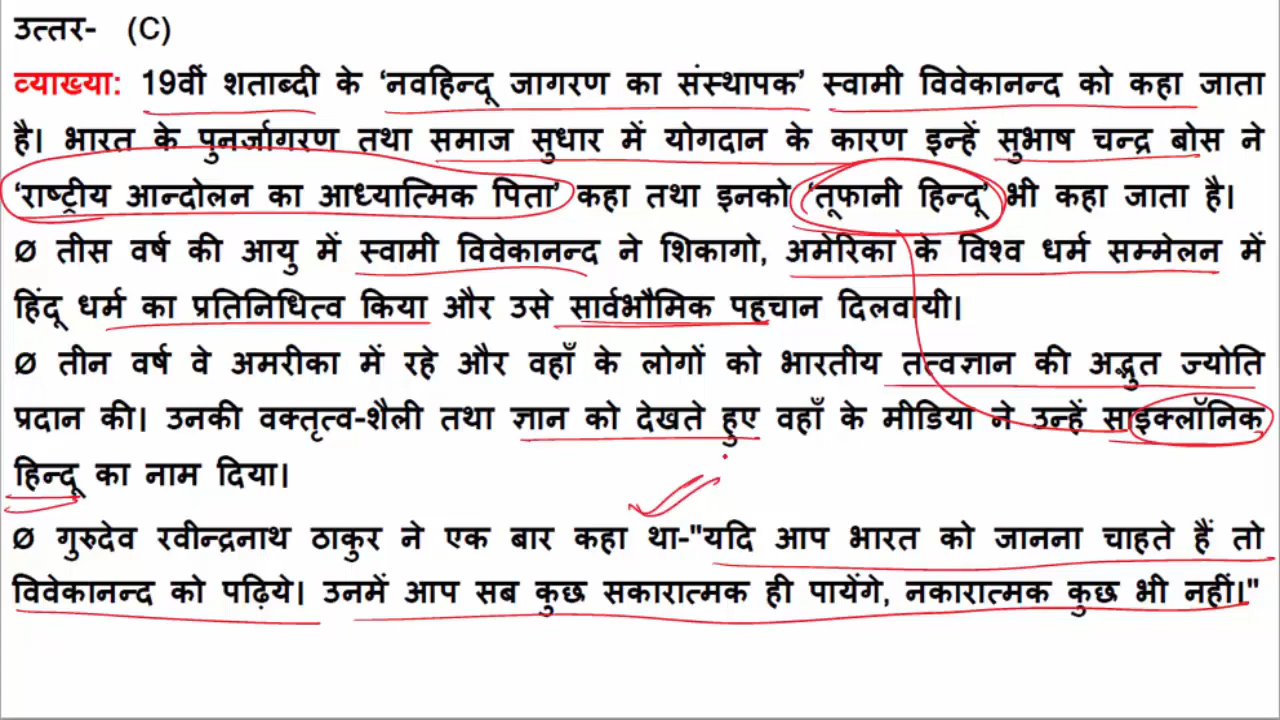 उत्तर- (C)
व्याख्या: 19वीं शताब्दी के ‘नवहिन्दू जागरण का संस्थापक’ स्वामी विवेकानन्द को कहा जाता
है। भारत के पुनर्जागरण तथा समाज सुधार में योगदान के कारण इन्हें सुभाष चन्द्र बोस ने
‘राष्ट्रीय आन्दोलन का आध्यात्मिक पिता’ कहा तथा इनको ‘तूफानी हिन्दू’ भी कहा जाता है।
Ø तीस वर्ष की आयु में स्वामी विवेकानन्द ने शिकागो, अमेरिका के विश्व धर्म सम्मेलन में
हिंदू धर्म का प्रतिनिधित्व किया और उसे सार्वभौमिक पहचान दिलवायी।
Ø तीन वर्ष वे अमरीका में रहे और वहाँ के लोगों को भारतीय तत्वज्ञान की अद्भुत ज्योति
प्रदान की। उनकी वक्तृत्व-शैली तथा ज्ञान को देखते हुए वहाँ के मीडिया ने उन्हें साइक्लॉनिक
हिन्दू का नाम दिया।
Ø गुरुदेव रवीन्द्रनाथ ठाकुर ने एक बार कहा था-"यदि आप भारत को जानना चाहते हैं तो
विवेकानन्द को पढ़िये। उनमें आप सब कुछ सकारात्मक ही पायेंगे, नकारात्मक कुछ भी नहीं।"